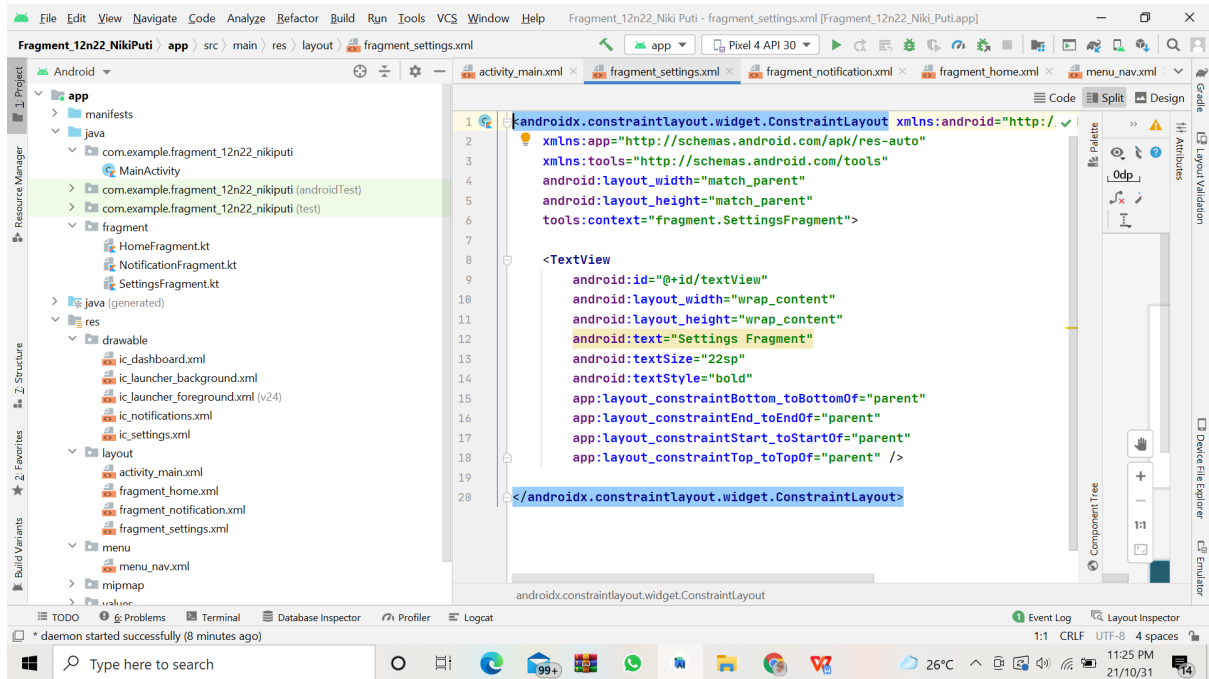 File Edit View Navigate Code Analyze Refactor Build Run Tools VCS Window Help Fragment_12n22_Niki Puti - fragment_settings.xml [Fragment_12n22_Niki_Puti.app]
Fragment_12n22_NikiPuti app src main res layout fragment_settings.xml app Pixel 4 API 30
Android
activity_main.xml fragment_settings.xml fragment_notification.xml fragment_home.xml menu_nav.xml
Code Split Design
1: Project
Resource Manager
Z: Structure
2: Favorites
Build Variants
app
manifests
java
com.example.fragment_12n22_nikiputi
MainActivity
com.example.fragment_12n22_nikiputi (androidTest)
com.example.fragment_12n22_nikiputi (test)
fragment
HomeFragment.kt
NotificationFragment.kt
SettingsFragment.kt
java (generated)
res
drawable
ic_dashboard.xml
ic_launcher_background.xml
ic_launcher_foreground.xml (v24)
ic_notifications.xml
ic_settings.xml
layout
activity_main.xml
fragment_home.xml
fragment_notification.xml
fragment_settings.xml
menu
menu_nav.xml
mipmap
values
1 <androidx.constraintlayout.widget.ConstraintLayout xmlns:android="http:/
2 xmlns:app="http://schemas.android.com/apk/res-auto"
3 xmlns:tools="http://schemas.android.com/tools"
4 android:layout_width="match_parent"
5 android:layout_height="match_parent"
6 tools:context="fragment.SettingsFragment">
7
8 <TextView
9 android:id="@+id/textView"
10 android:layout_width="wrap_content"
11 android:layout_height="wrap_content"
12 android:text="Settings Fragment"
13 android:textSize="22sp"
14 android:textStyle="bold"
15 app:layout_constraintBottom_toBottomOf="parent"
16 app:layout_constraintEnd_toEndOf="parent"
17 app:layout_constraintStart_toStartOf="parent"
18 app:layout_constraintTop_toTopOf="parent" />
19
20 </androidx.constraintlayout.widget.ConstraintLayout>
androidx.constraintlayout.widget.ConstraintLayout
Palette
Component Tree
0dp
1:1
Attributes
Gradle
Layout Validation
Device File Explorer
Emulator
TODO 6: Problems Terminal Database Inspector Profiler Logcat 1 Event Log Layout Inspector
* daemon started successfully (8 minutes ago) 1:1 CRLF UTF-8 4 spaces
Type here to search 99+ 26°C 11:25 PM
21/10/31 14